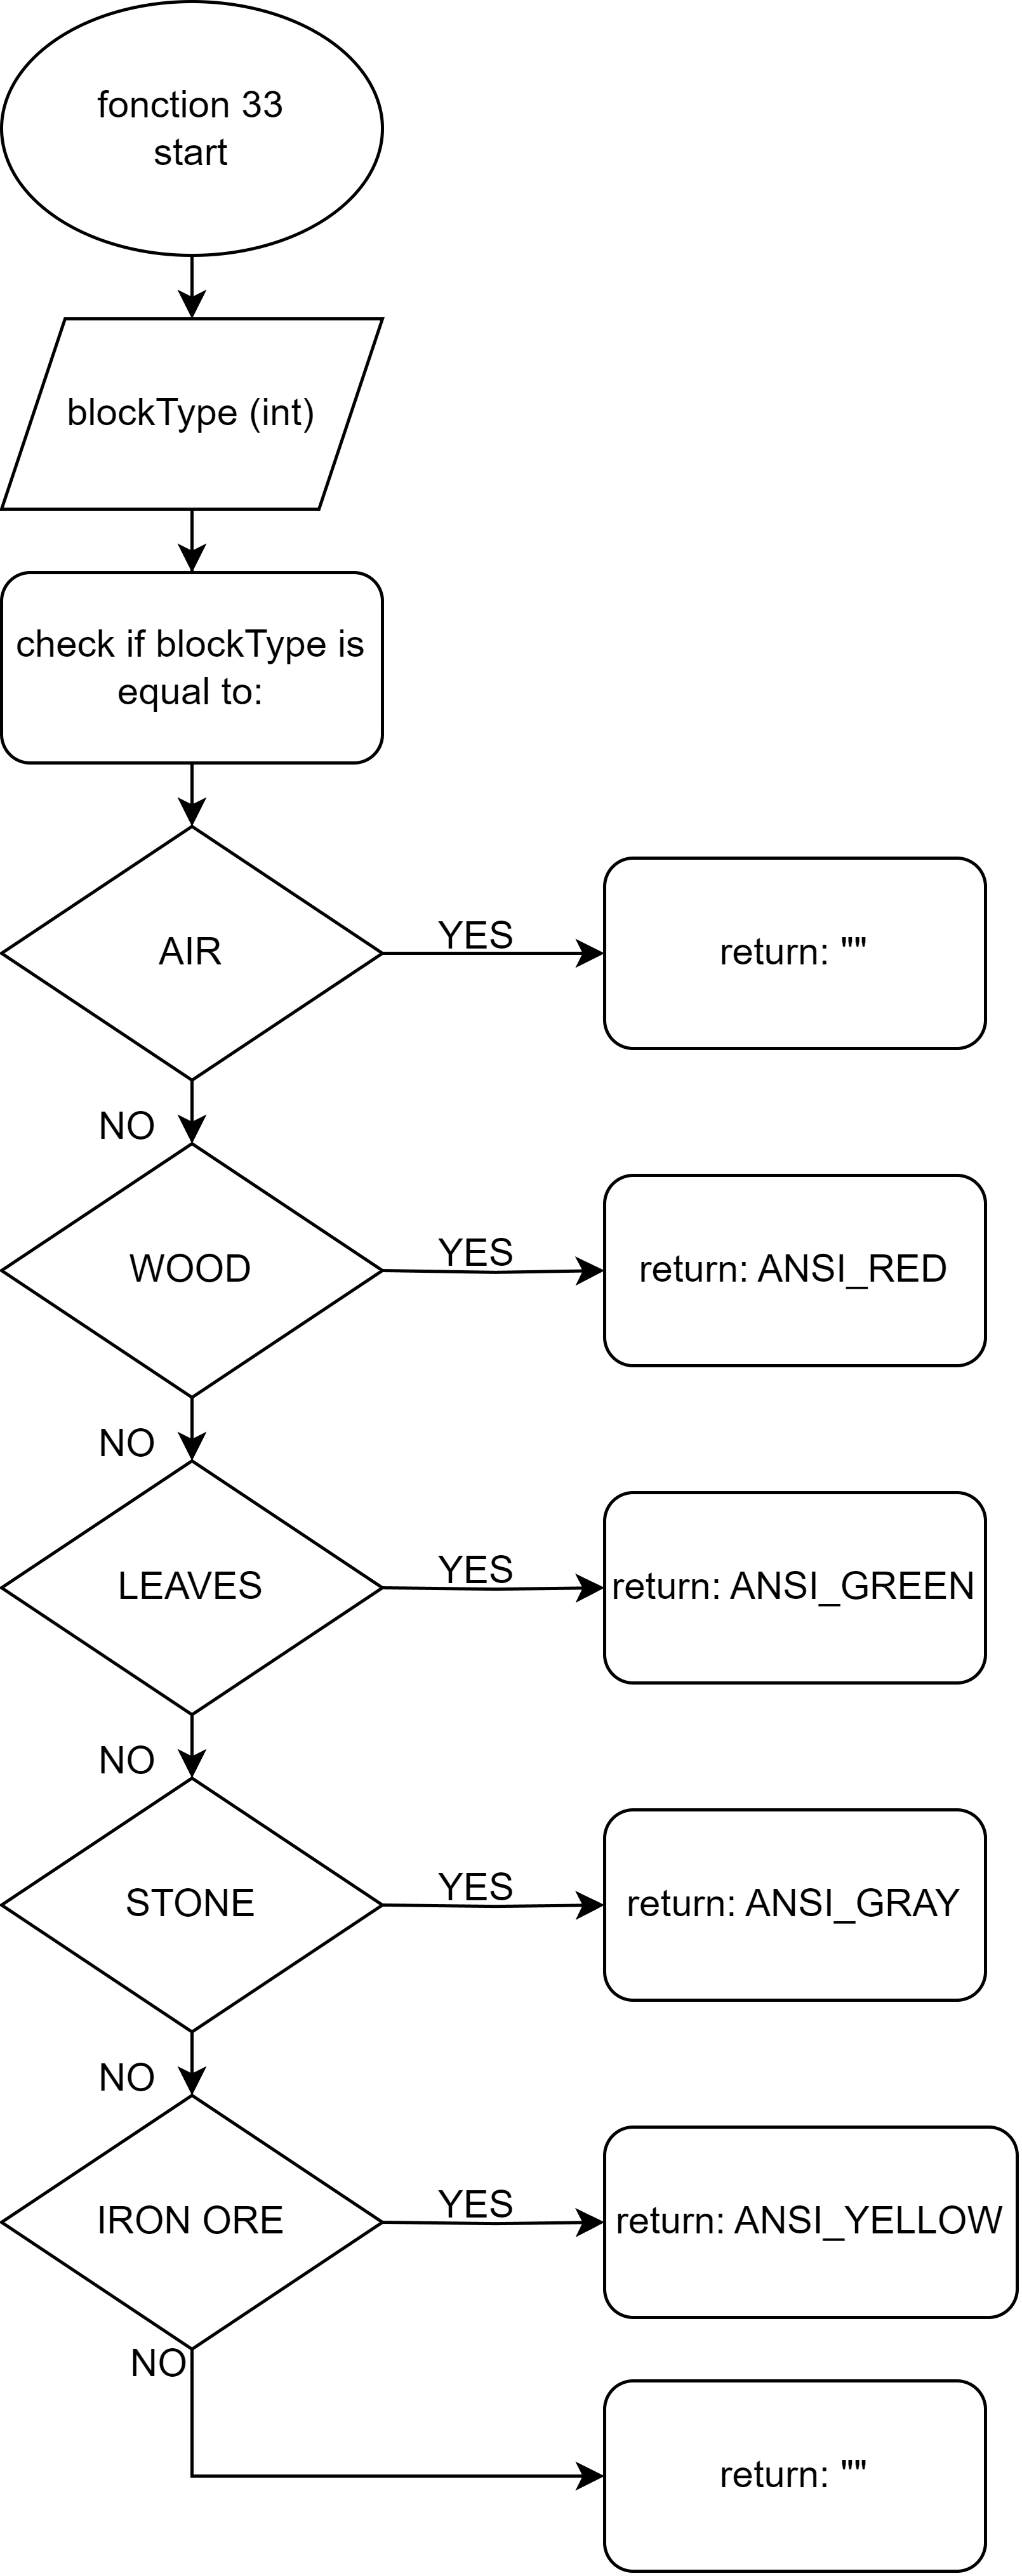 fonction 33
start
blockType (int)
check if blockType is
equal to:
AIR
YES
return: ""
NO
WOOD
YES
return: ANSI_RED
NO
LEAVES
YES
return: ANSI_GREEN
NO
STONE
YES
return: ANSI_GRAY
NO
IRON ORE
YES
return: ANSI_YELLOW
NO
return: ""